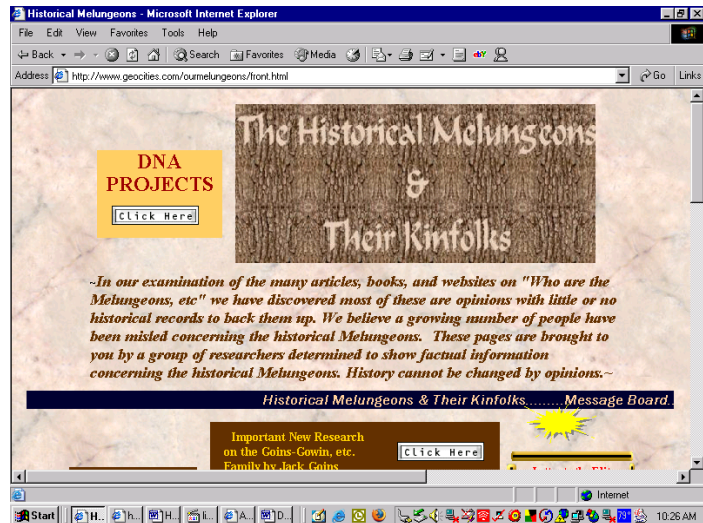 Historical Melungeons - Microsoft Internet Explorer
File Edit View Favorites Tools Help
Back Search Favorites Media
Address http://www.geocities.com/ourmelungeons/front.html Go Links
The Historical Melungeons
&
Their Kinfolks
DNA
PROJECTS
Click Here
~In our examination of the many articles, books, and websites on "Who are the
Melungeons, etc" we have discovered most of these are opinions with little or no
historical records to back them up. We believe a growing number of people have
been misled concerning the historical Melungeons. These pages are brought to
you by a group of researchers determined to show factual information
concerning the historical Melungeons. History cannot be changed by opinions.~
Historical Melungeons & Their Kinfolks.........Message Board..
Important New Research
on the Goins-Gowin, etc.
Family by Jack Goins
Click Here
Internet
Start H... h... H... li... A... D... 79° 10:26 AM